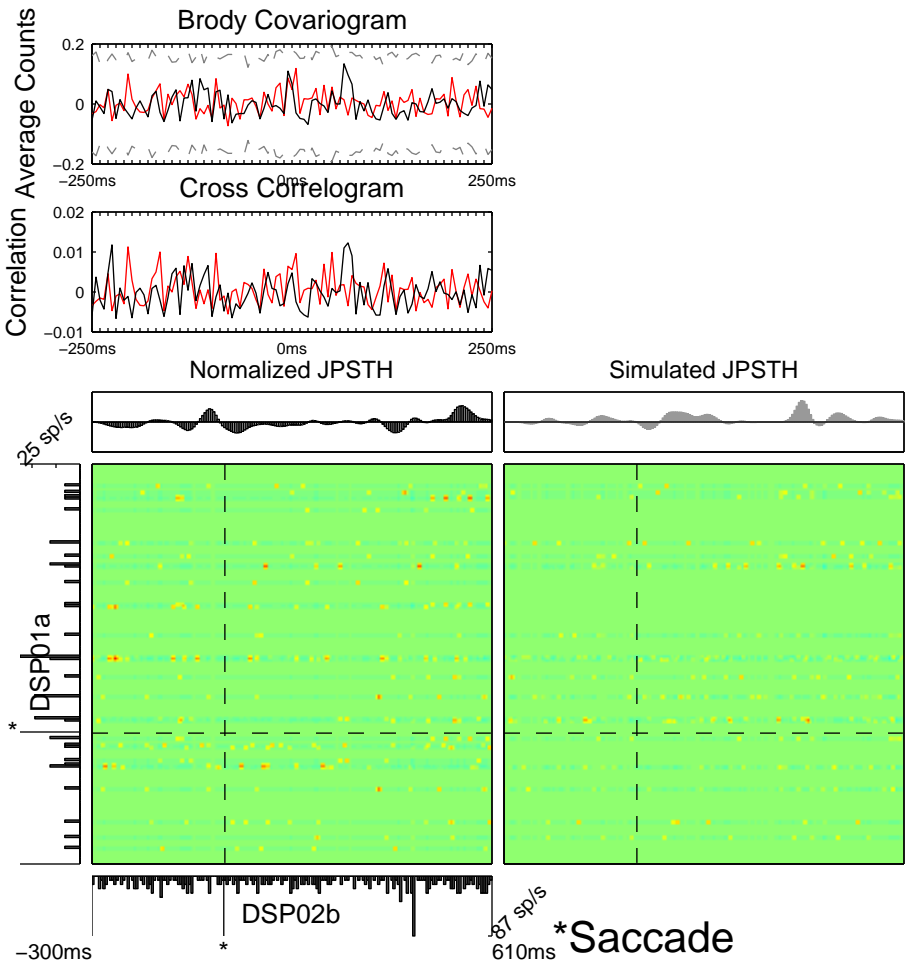 Brody Covariogram
Average Counts
0.2
0
−0.2
−250ms
0ms
250ms
Cross Correlogram
Correlation
0.02
0.01
0
−0.01
−250ms
0ms
250ms
Normalized JPSTH
Simulated JPSTH
25 sp/s
DSP01a
*
DSP02b
87 sp/s
−300ms
*
610ms
*Saccade